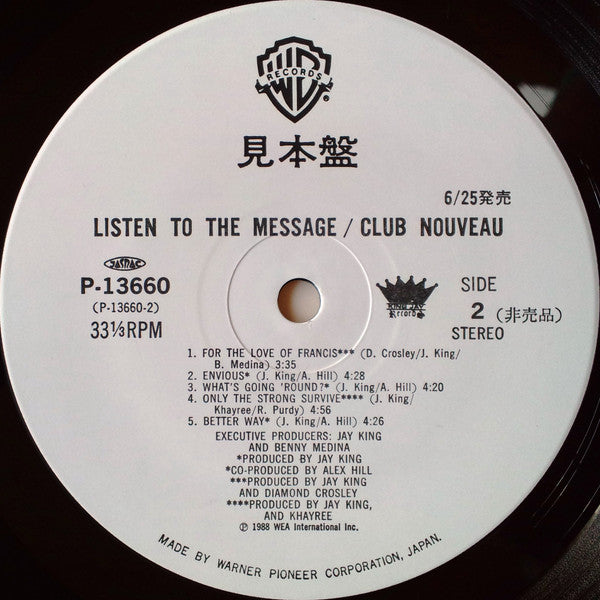 WB
RECORDS
®
見本盤
6/25発売
LISTEN TO THE MESSAGE / CLUB NOUVEAU
JASRAC
P-13660
(P-13660-2)
33⅓RPM
KING JAY
Records
SIDE
2 (非売品)
STEREO
1. FOR THE LOVE OF FRANCIS*** (D. Crosley/J. King/
B. Medina) 3:35
2. ENVIOUS* (J. King/A. Hill) 4:28
3. WHAT'S GOING 'ROUND?* (J. King/A. Hill) 4:20
4. ONLY THE STRONG SURVIVE**** (J. King/
Khayree/R. Purdy) 4:56
5. BETTER WAY* (J. King/A. Hill) 4:26
EXECUTIVE PRODUCERS: JAY KING
AND BENNY MEDINA
*PRODUCED BY JAY KING
*CO-PRODUCED BY ALEX HILL
***PRODUCED BY JAY KING
AND DIAMOND CROSLEY
****PRODUCED BY JAY KING,
AND KHAYREE
℗ 1988 WEA International Inc.
MADE BY WARNER PIONEER CORPORATION, JAPAN.